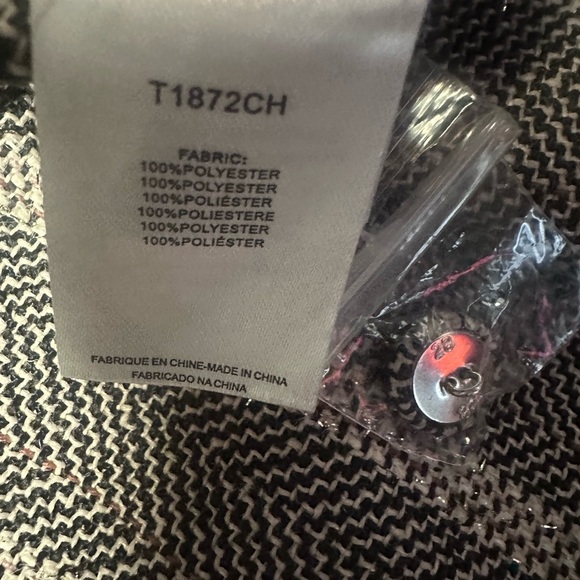 T1872CH
FABRIC:
100%POLYESTER
100%POLYESTER
100%POLIÉSTER
100%POLIESTERE
100%POLYESTER
100%POLIÉSTER
FABRIQUE EN CHINE-MADE IN CHINA
FABRICADO NA CHINA